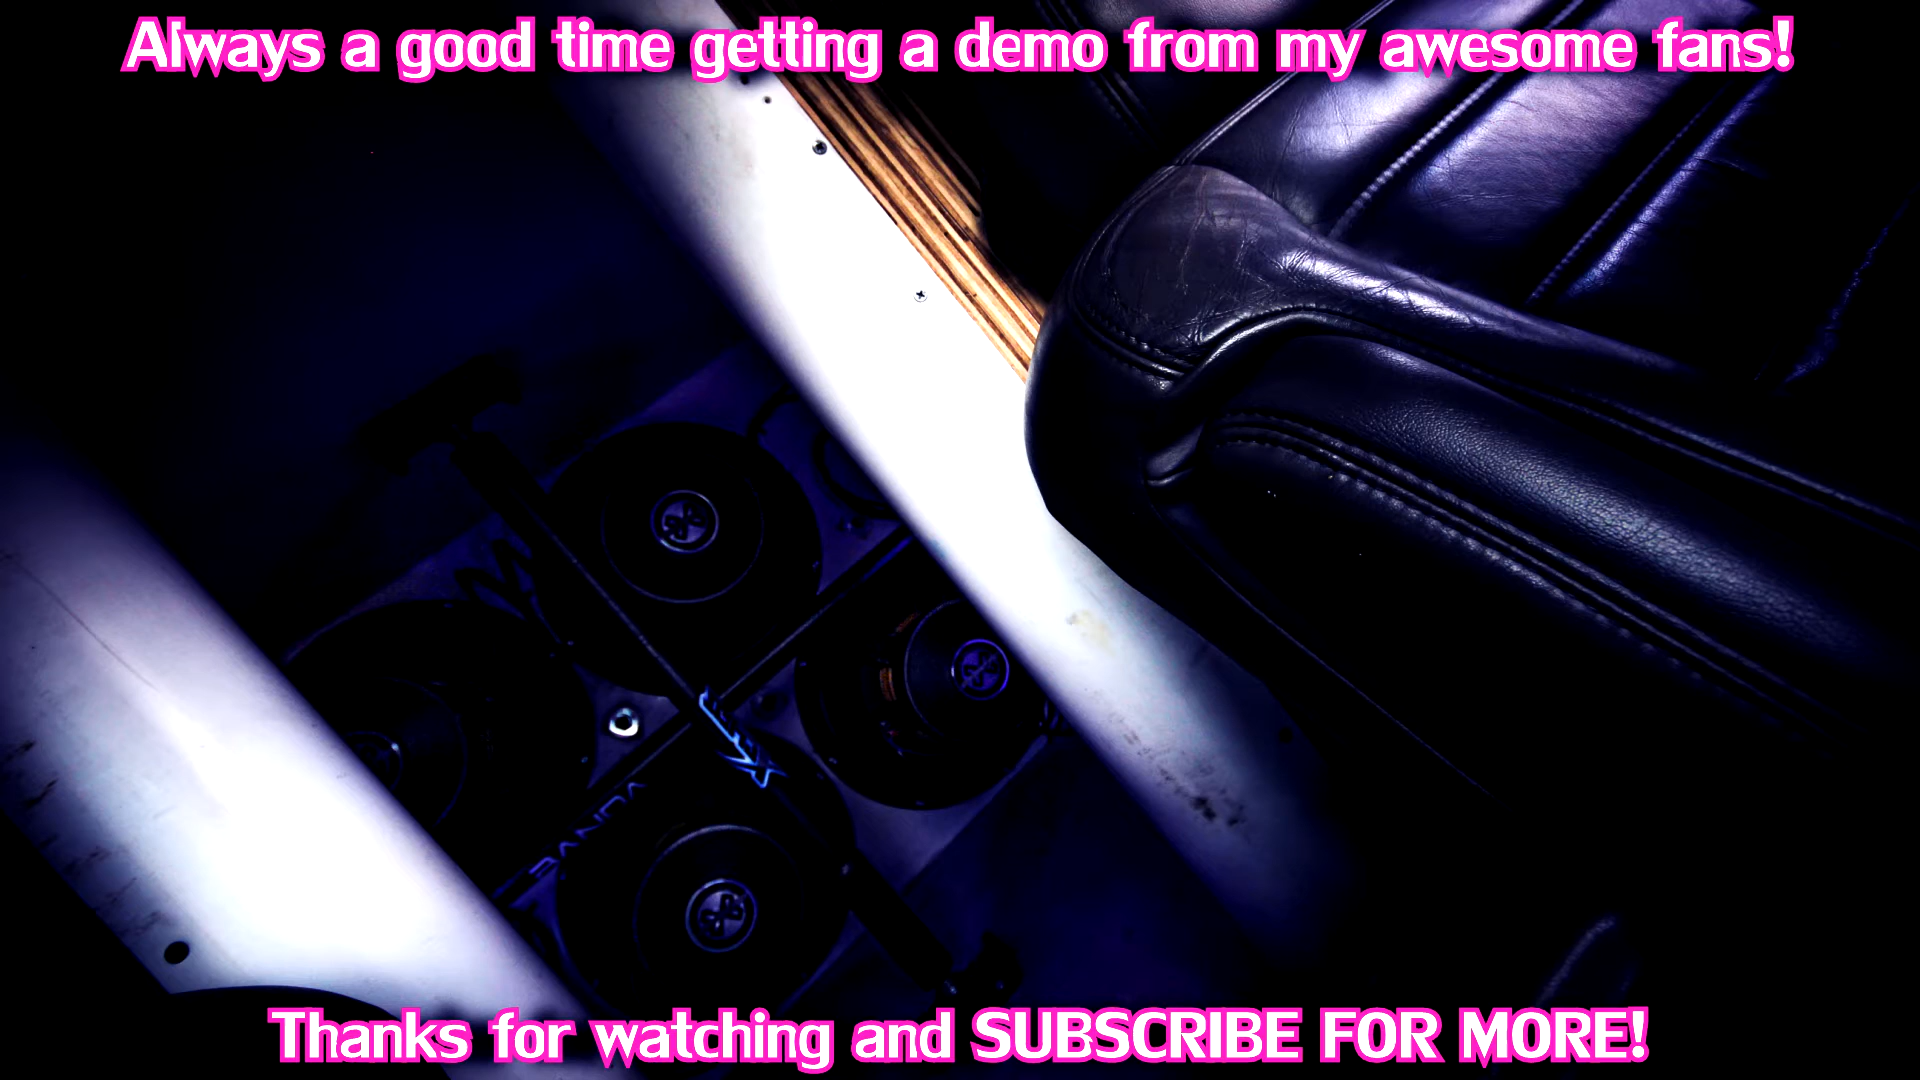 Always a good time getting a demo from my awesome fans!
Thanks for watching and SUBSCRIBE FOR MORE!